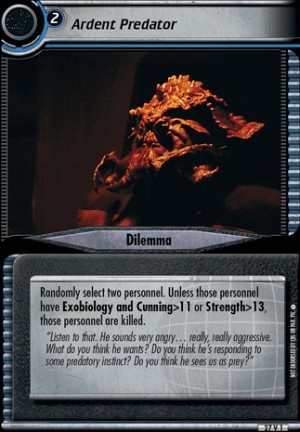 2 Ardent Predator
Dilemma
Randomly select two personnel. Unless those personnel
have Exobiology and Cunning>11 or Strength>13,
those personnel are killed.
"Listen to that. He sounds very angry… really, really aggressive.
What do you think he wants? Do you think he's responding to
some predatory instinct? Do you think he sees us as prey?"
27 V 1